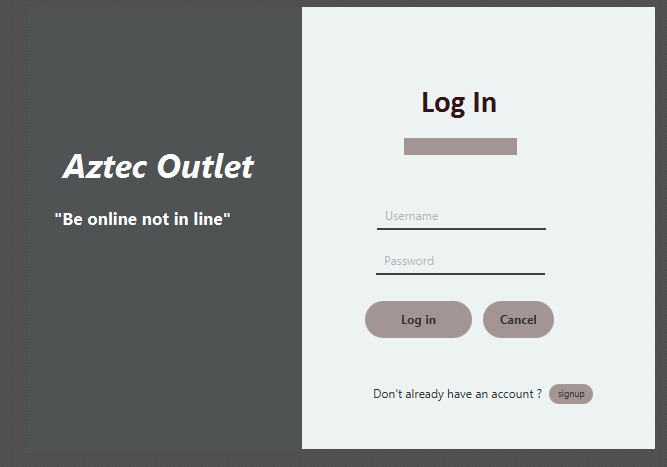 Aztec Outlet
"Be online not in line"
Log In
Username
Password
Log in
Cancel
Don't already have an account ?
signup